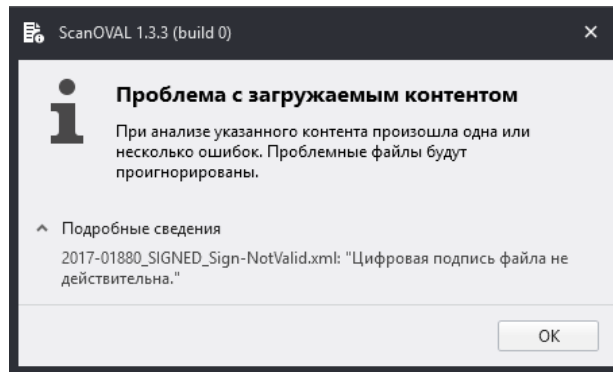 ScanOVAL 1.3.3 (build 0)
Проблема с загружаемым контентом
При анализе указанного контента произошла одна или
несколько ошибок. Проблемные файлы будут
проигнорированы.
Подробные сведения
2017-01880_SIGNED_Sign-NotValid.xml: "Цифровая подпись файла не
действительна."
OK